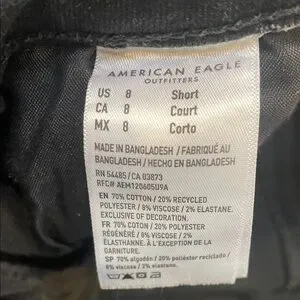 AMERICAN EAGLE
OUTFITTERS
US 8 Short
CA 8 Court
MX 8 Corto
MADE IN BANGLADESH / FABRIQUÉ AU
BANGLADESH / HECHO EN BANGLADESH
RN 54485 / CA 03873
RFC# AEM120605U9A
EN 70% COTTON / 20% RECYCLED
POLYESTER / 8% VISCOSE / 2% ELASTANE.
EXCLUSIVE OF DECORATION.
FR 70% COTON / 20% POLYESTER
RÉGÉNÉRÉ / 8% VISCOSE / 2%
ÉLASTHANNE. À L'EXCEPTION DE LA
GARNITURE.
SP 70% algodón / 20% poliéster reciclado /
8% viscosa / 2% elastano.